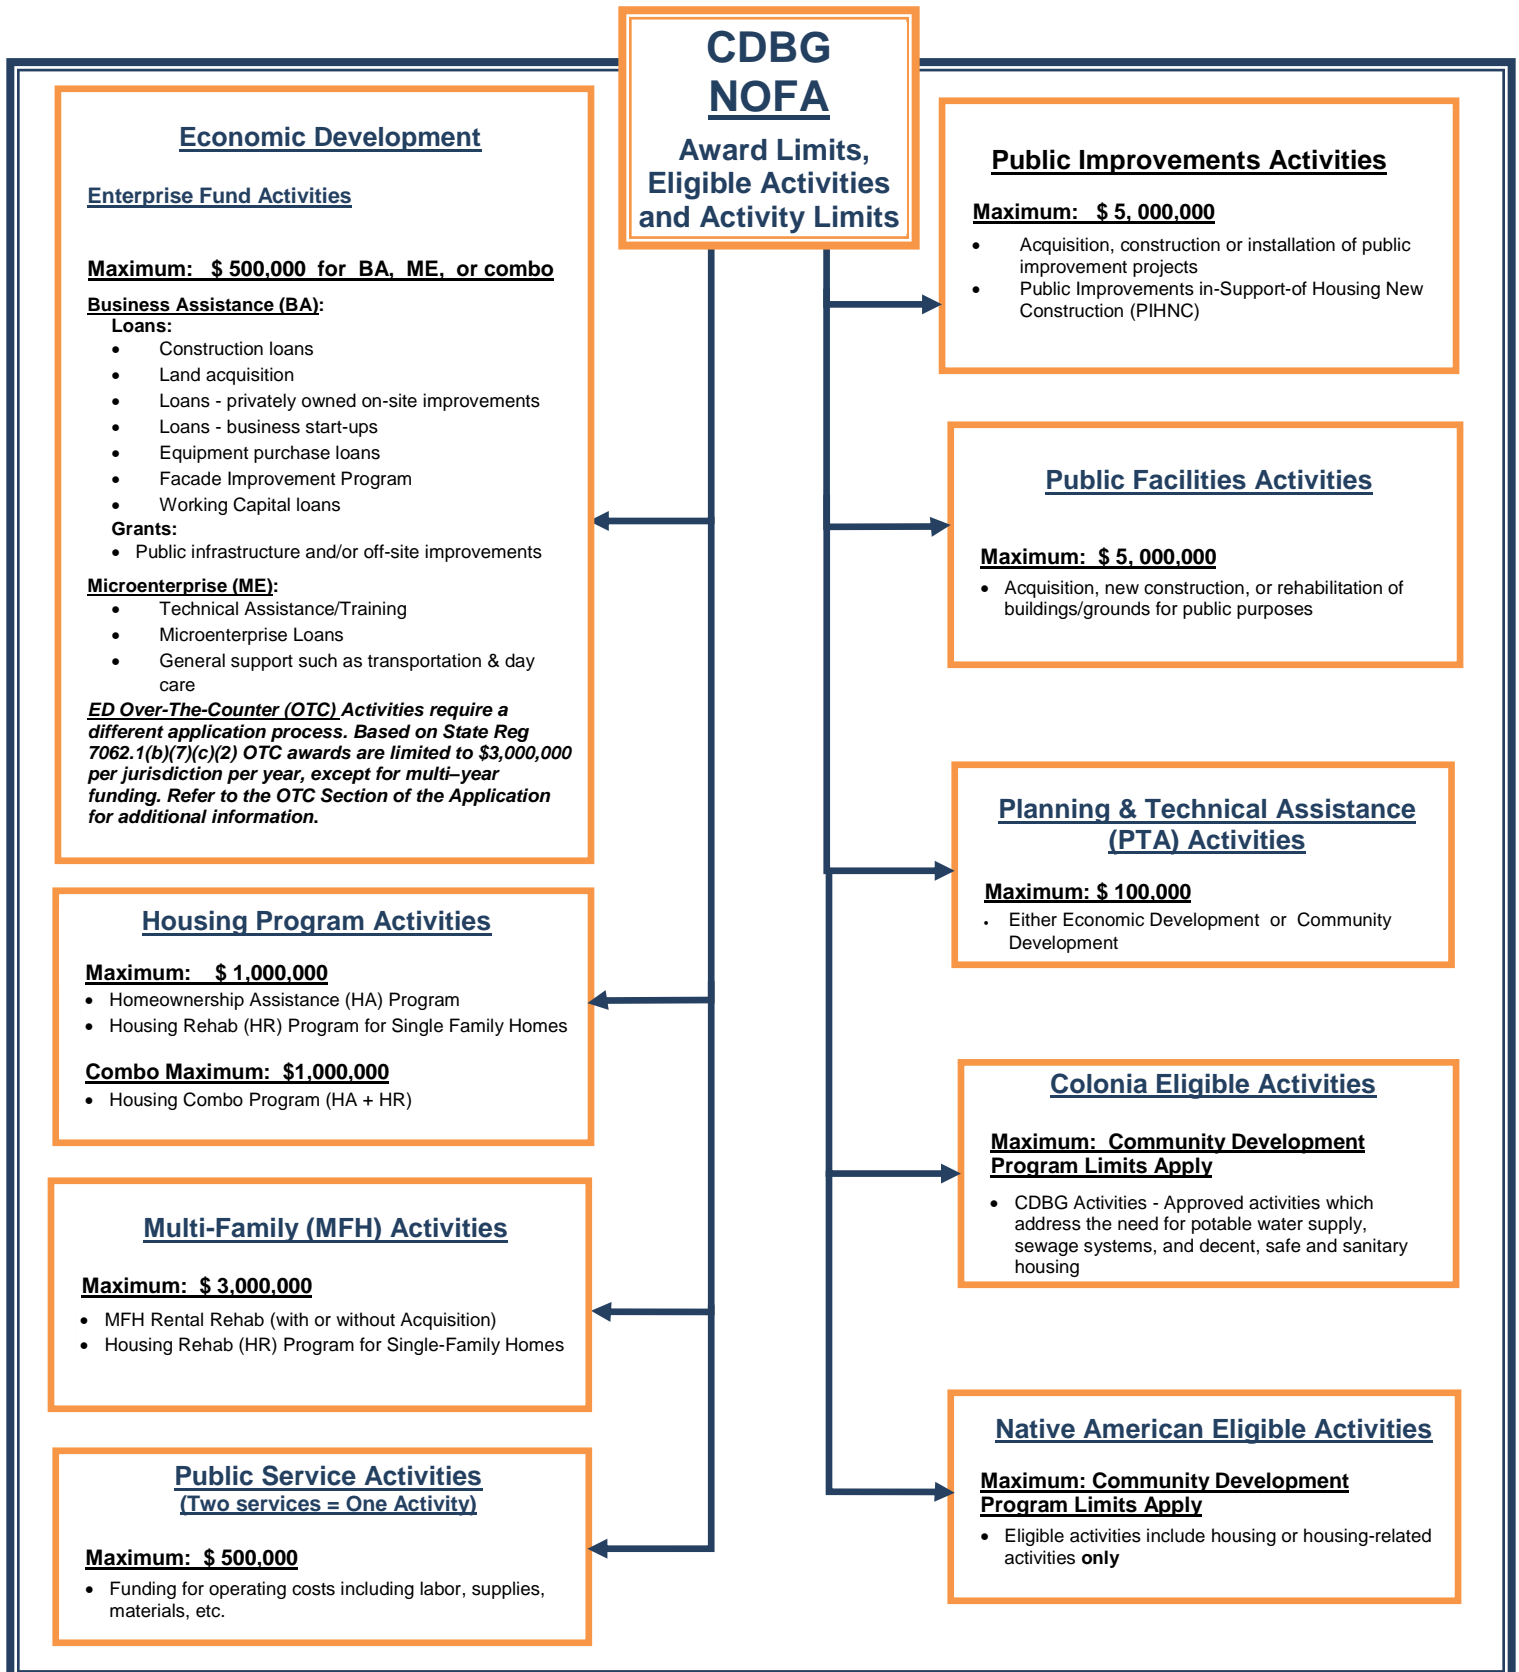 CDBG
NOFA
Award Limits,
Eligible Activities
and Activity Limits
Economic Development
Enterprise Fund Activities
Maximum: $ 500,000 for BA, ME, or combo
Business Assistance (BA):
Loans:
• Construction loans
• Land acquisition
• Loans - privately owned on-site improvements
• Loans - business start-ups
• Equipment purchase loans
• Facade Improvement Program
• Working Capital loans
Grants:
• Public infrastructure and/or off-site improvements
Microenterprise (ME):
• Technical Assistance/Training
• Microenterprise Loans
• General support such as transportation & day
care
ED Over-The-Counter (OTC) Activities require a
different application process. Based on State Reg
7062.1(b)(7)(c)(2) OTC awards are limited to $3,000,000
per jurisdiction per year, except for multi–year
funding. Refer to the OTC Section of the Application
for additional information.
Housing Program Activities
Maximum: $ 1,000,000
• Homeownership Assistance (HA) Program
• Housing Rehab (HR) Program for Single Family Homes
Combo Maximum: $1,000,000
• Housing Combo Program (HA + HR)
Multi-Family (MFH) Activities
Maximum: $ 3,000,000
• MFH Rental Rehab (with or without Acquisition)
• Housing Rehab (HR) Program for Single-Family Homes
Public Service Activities
(Two services = One Activity)
Maximum: $ 500,000
• Funding for operating costs including labor, supplies,
materials, etc.
Public Improvements Activities
Maximum: $ 5, 000,000
• Acquisition, construction or installation of public
improvement projects
• Public Improvements in-Support-of Housing New
Construction (PIHNC)
Public Facilities Activities
Maximum: $ 5, 000,000
• Acquisition, new construction, or rehabilitation of
buildings/grounds for public purposes
Planning & Technical Assistance
(PTA) Activities
Maximum: $ 100,000
• Either Economic Development or Community
Development
Colonia Eligible Activities
Maximum: Community Development
Program Limits Apply
• CDBG Activities - Approved activities which
address the need for potable water supply,
sewage systems, and decent, safe and sanitary
housing
Native American Eligible Activities
Maximum: Community Development
Program Limits Apply
• Eligible activities include housing or housing-related
activities only